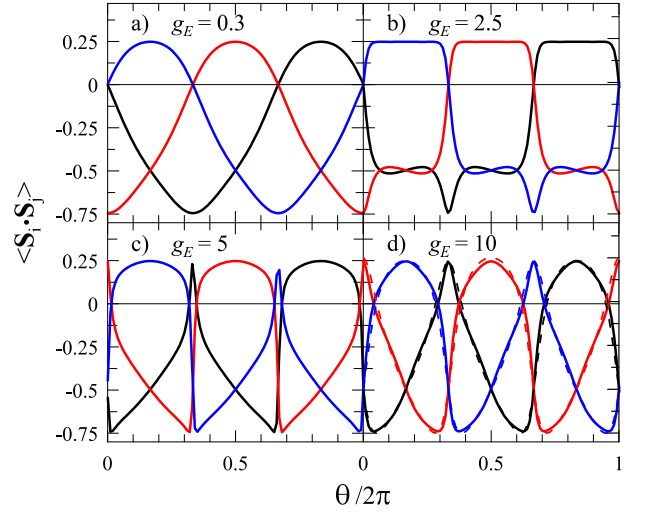 a) g_E = 0.3
b) g_E = 2.5
0.25
0
-0.25
-0.5
-0.75
<S_i•S_j>
c) g_E = 5
d) g_E = 10
0.25
0
-0.25
-0.5
-0.75
0 0.5 0 0.5 1
θ/2π